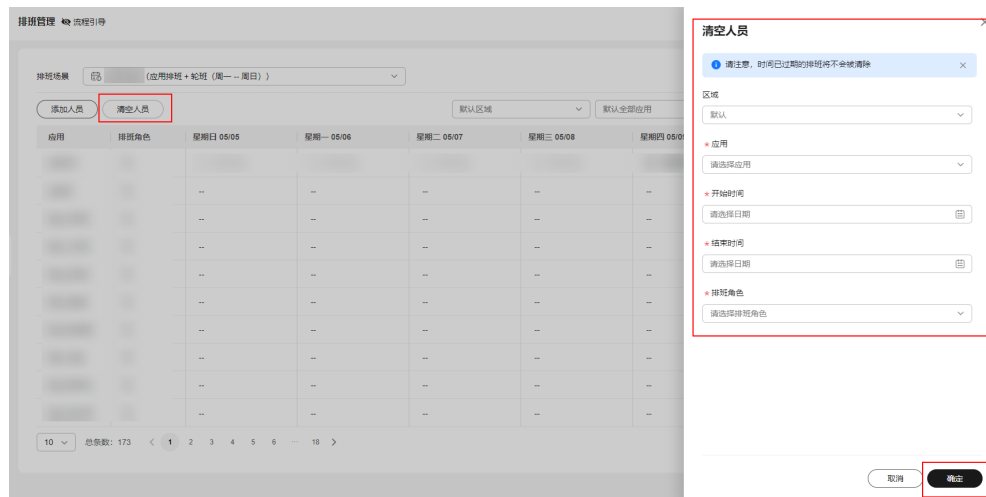 排班管理 流程引导
排班场景 (应用排班 + 轮班 (周一 -- 周日) )
添加人员 清空人员 默认区域 默认全部应用
应用 排班角色 星期日 05/05 星期一 05/06 星期二 05/07 星期三 05/08 星期四 05/09
-- -- -- -- --
-- -- -- -- --
-- -- -- -- --
-- -- -- -- --
-- -- -- -- --
-- -- -- -- --
-- -- -- -- --
-- -- -- -- --
-- -- -- -- --
10 总条数: 173 < 1 2 3 4 5 6 ··· 18 >
清空人员
请注意，时间已过期的排班将不会被清除
区域
默认
* 应用
请选择应用
* 开始时间
请选择日期
* 结束时间
请选择日期
* 排班角色
请选择排班角色
取消 确定